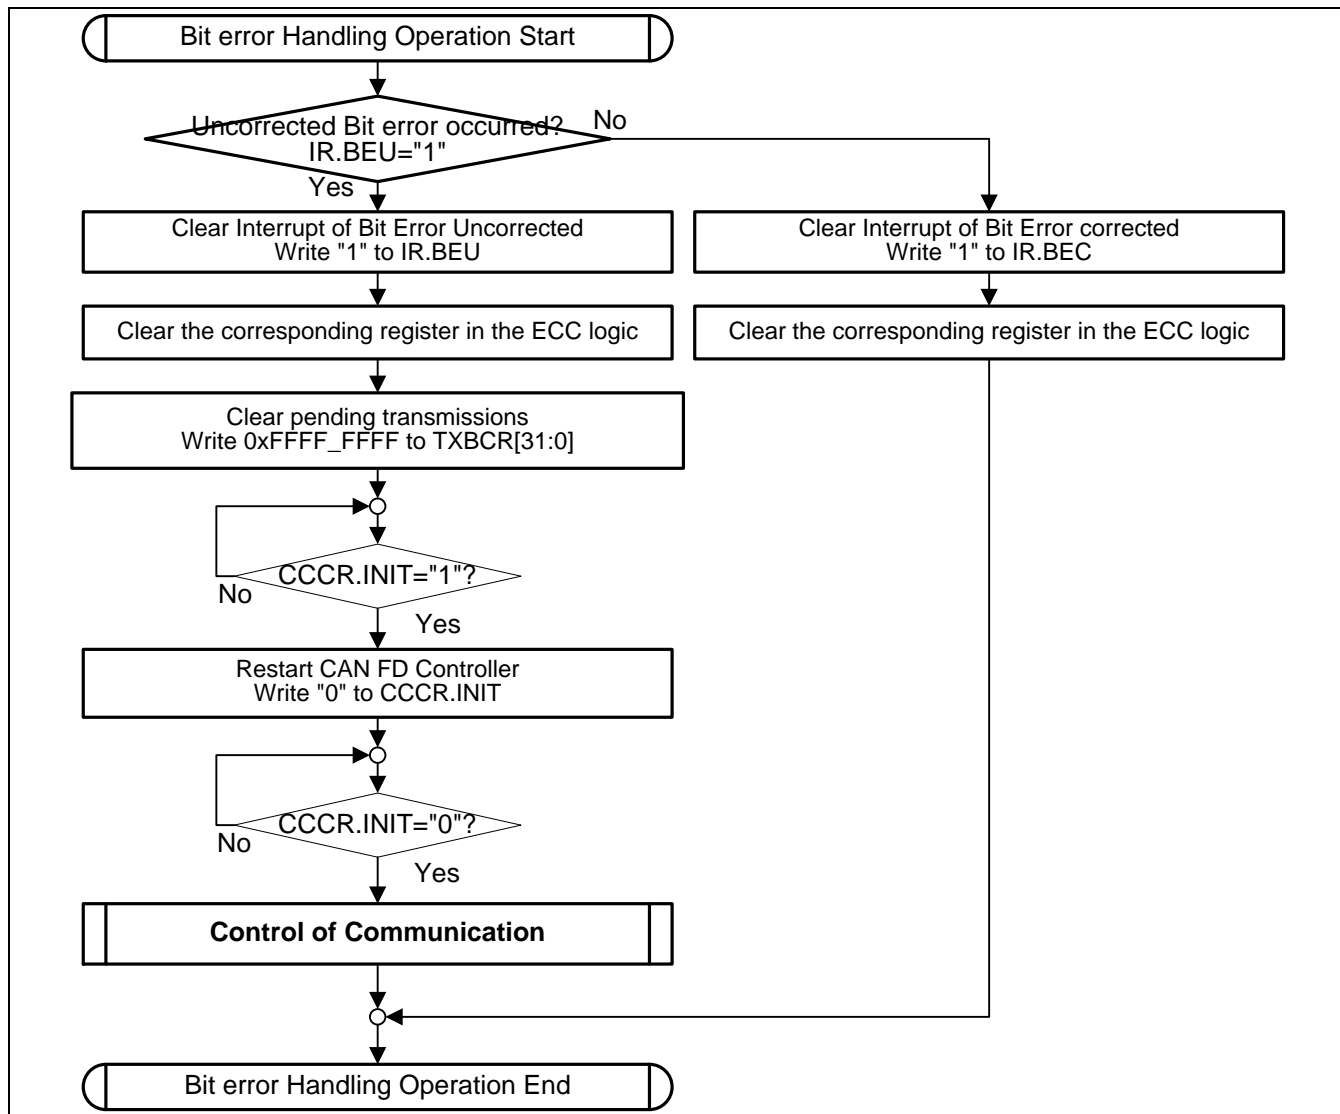 Bit error Handling Operation Start
Uncorrected Bit error occurred?
IR.BEU="1"
No
Yes
Clear Interrupt of Bit Error Uncorrected
Write "1" to IR.BEU
Clear Interrupt of Bit Error corrected
Write "1" to IR.BEC
Clear the corresponding register in the ECC logic
Clear the corresponding register in the ECC logic
Clear pending transmissions
Write 0xFFFF_FFFF to TXBCR[31:0]
CCCR.INIT="1"?
No
Yes
Restart CAN FD Controller
Write "0" to CCCR.INIT
CCCR.INIT="0"?
No
Yes
Control of Communication
Bit error Handling Operation End